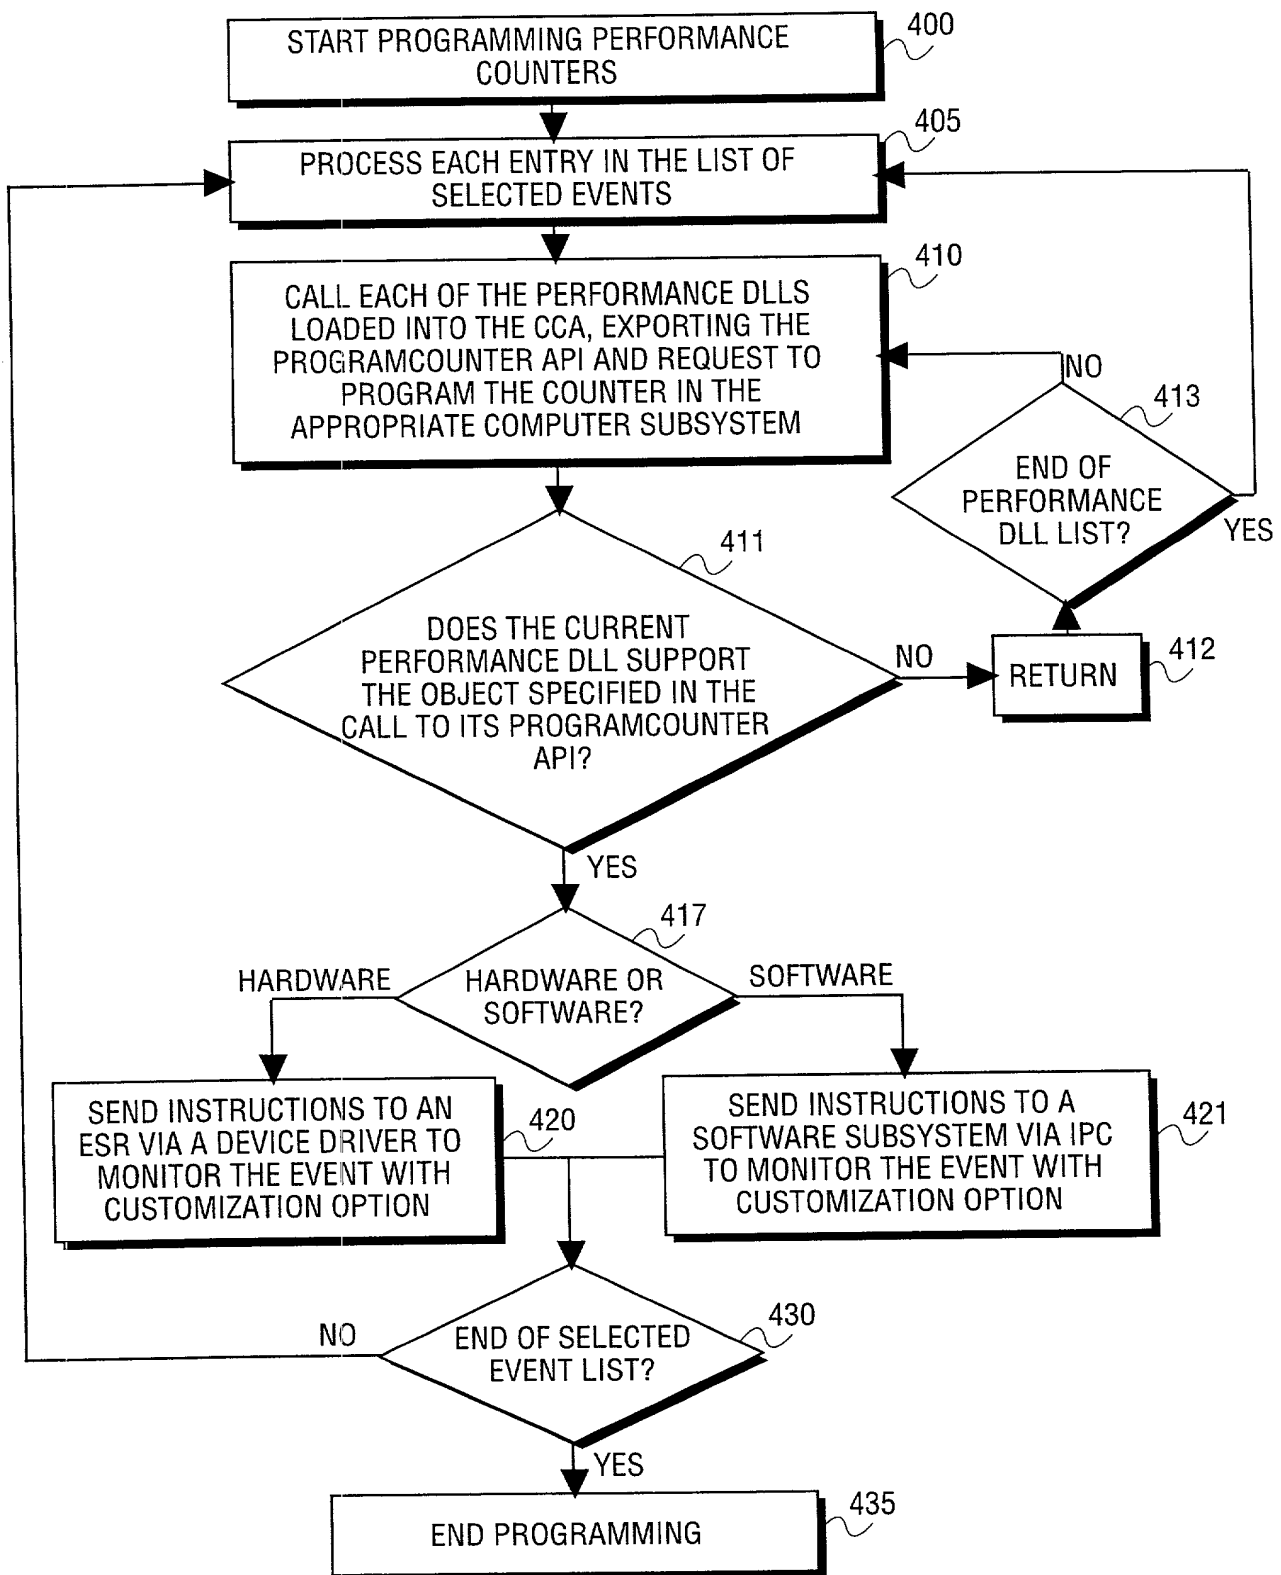 START PROGRAMMING PERFORMANCE
COUNTERS
400
PROCESS EACH ENTRY IN THE LIST OF
SELECTED EVENTS
405
CALL EACH OF THE PERFORMANCE DLLS
LOADED INTO THE CCA, EXPORTING THE
PROGRAMCOUNTER API AND REQUEST TO
PROGRAM THE COUNTER IN THE
APPROPRIATE COMPUTER SUBSYSTEM
410
NO
413
END OF
PERFORMANCE
DLL LIST?
YES
411
DOES THE CURRENT
PERFORMANCE DLL SUPPORT
THE OBJECT SPECIFIED IN THE
CALL TO ITS PROGRAMCOUNTER
API?
NO
RETURN
412
YES
417
HARDWARE
HARDWARE OR
SOFTWARE?
SOFTWARE
SEND INSTRUCTIONS TO AN
ESR VIA A DEVICE DRIVER TO
MONITOR THE EVENT WITH
CUSTOMIZATION OPTION
420
SEND INSTRUCTIONS TO A
SOFTWARE SUBSYSTEM VIA IPC
TO MONITOR THE EVENT WITH
CUSTOMIZATION OPTION
421
NO
END OF SELECTED
EVENT LIST?
430
YES
END PROGRAMMING
435